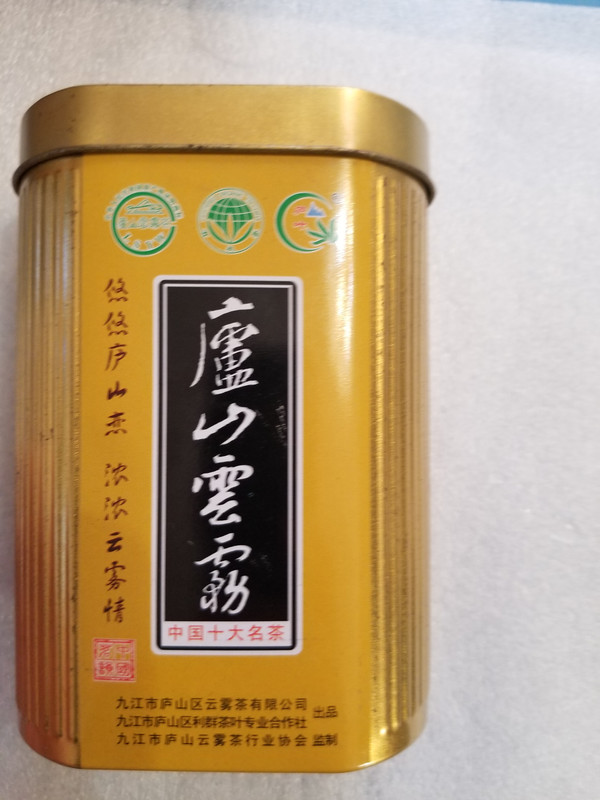 悠悠庐山恋 浓浓云雾情
廬山雲霧
中国十大名茶
九江市庐山区云雾茶有限公司
九江市庐山区利群茶叶专业合作社
出品
九江市庐山云雾茶行业协会 监制